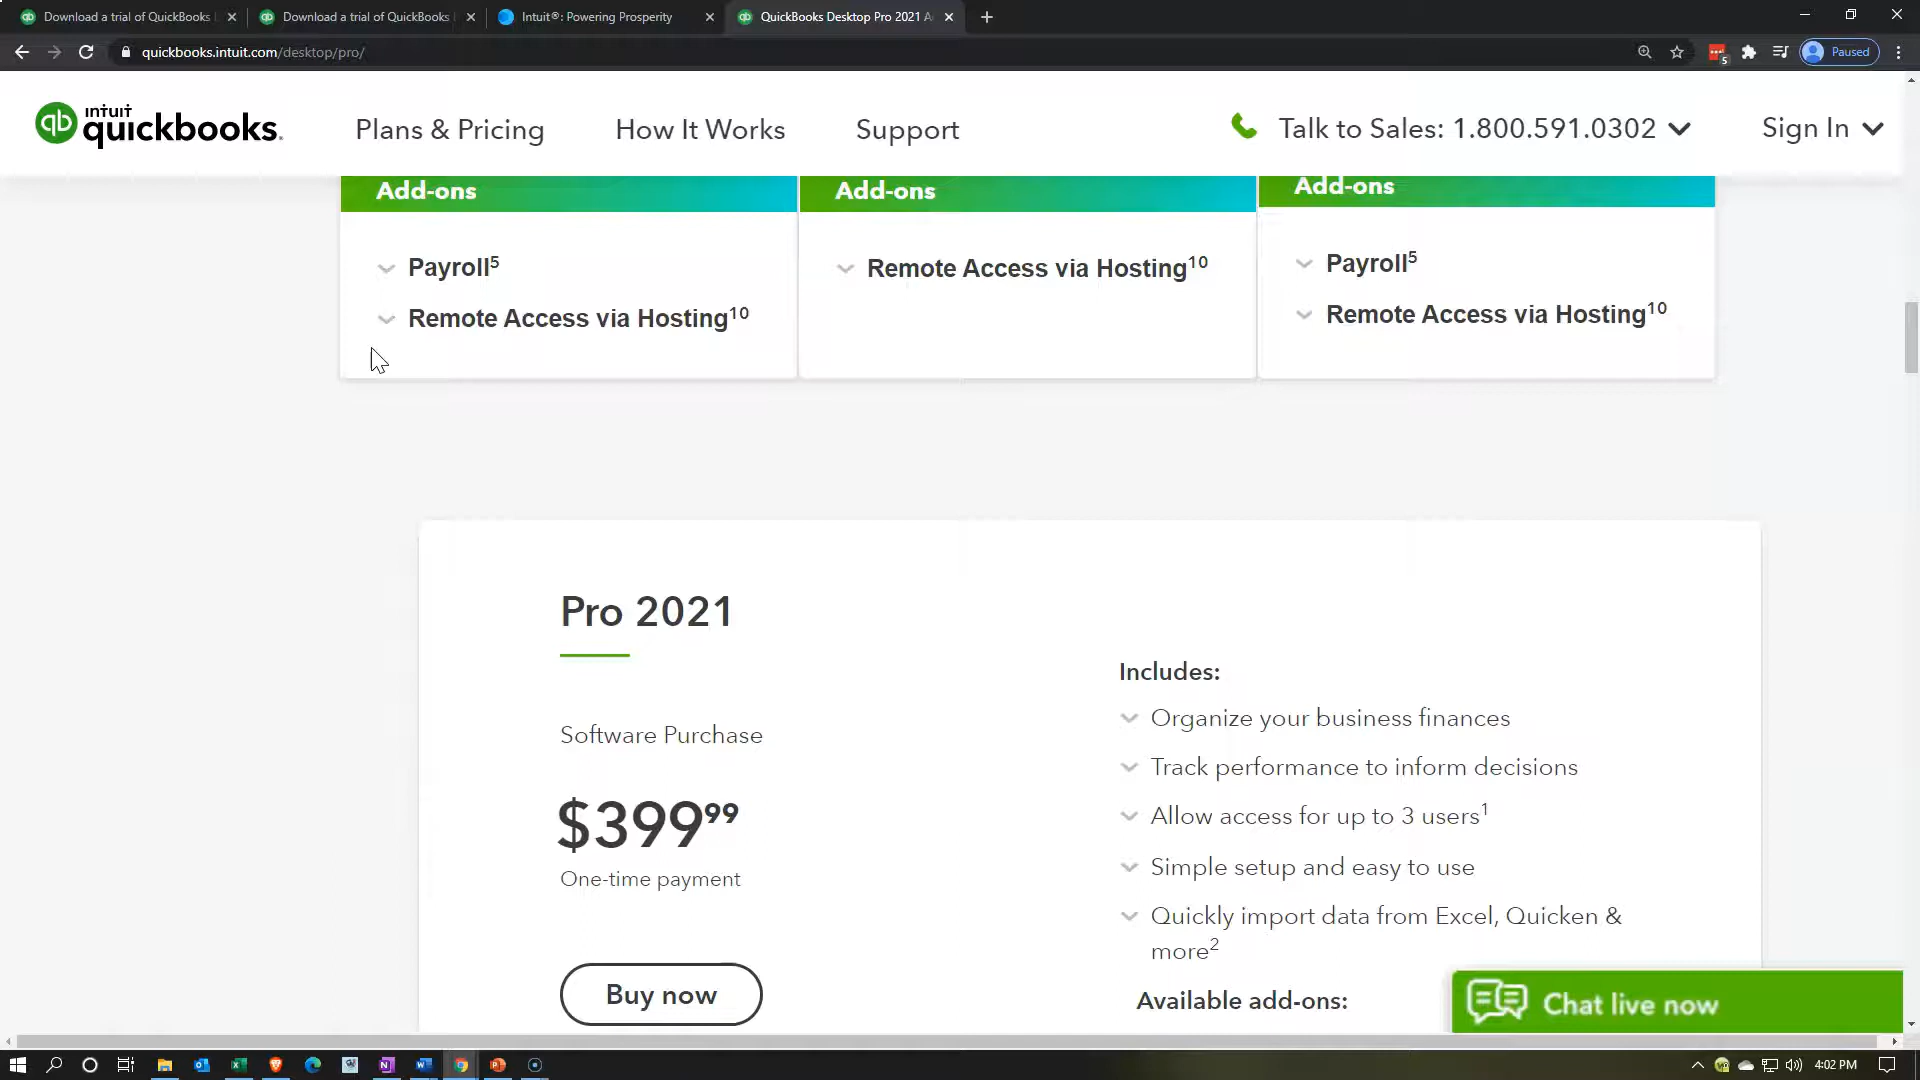 Download a trial of QuickBooks
Download a trial of QuickBooks
Intuit®: Powering Prosperity
QuickBooks Desktop Pro 2021 A
quickbooks.intuit.com/desktop/pro/
5
Paused
qb intuit quickbooks.
Plans & Pricing
How It Works
Support
Talk to Sales: 1.800.591.0302
Sign In
Add-ons
Add-ons
Add-ons
Payroll5
Remote Access via Hosting10
Remote Access via Hosting10
Payroll5
Remote Access via Hosting10
Pro 2021
Software Purchase
$39999
One-time payment
Buy now
Includes:
Organize your business finances
Track performance to inform decisions
Allow access for up to 3 users1
Simple setup and easy to use
Quickly import data from Excel, Quicken &
more2
Available add-ons:
Chat live now
4:02 PM